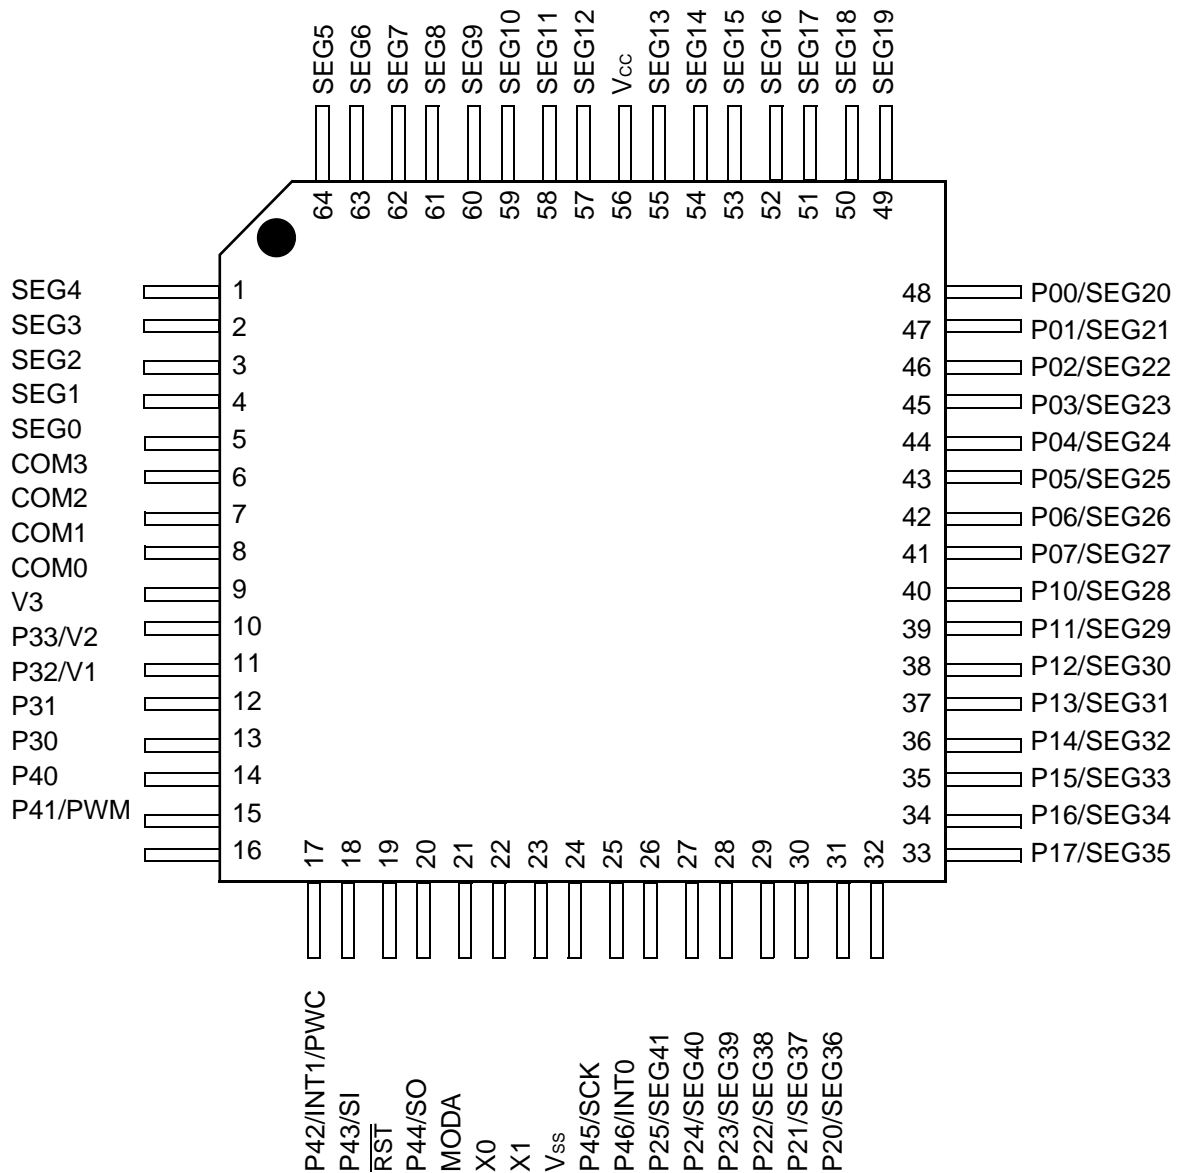 SEG5
SEG6
SEG7
SEG8
SEG9
SEG10
SEG11
SEG12
Vcc
SEG13
SEG14
SEG15
SEG16
SEG17
SEG18
SEG19
64
63
62
61
60
59
58
57
56
55
54
53
52
51
50
49
SEG4
SEG3
SEG2
SEG1
SEG0
COM3
COM2
COM1
COM0
V3
P33/V2
P32/V1
P31
P30
P40
P41/PWM
1
2
3
4
5
6
7
8
9
10
11
12
13
14
15
16
48
47
46
45
44
43
42
41
40
39
38
37
36
35
34
33
P00/SEG20
P01/SEG21
P02/SEG22
P03/SEG23
P04/SEG24
P05/SEG25
P06/SEG26
P07/SEG27
P10/SEG28
P11/SEG29
P12/SEG30
P13/SEG31
P14/SEG32
P15/SEG33
P16/SEG34
P17/SEG35
17
18
19
20
21
22
23
24
25
26
27
28
29
30
31
32
P42/INT1/PWC
P43/SI
RST
P44/SO
MODA
X0
X1
Vss
P45/SCK
P46/INT0
P25/SEG41
P24/SEG40
P23/SEG39
P22/SEG38
P21/SEG37
P20/SEG36